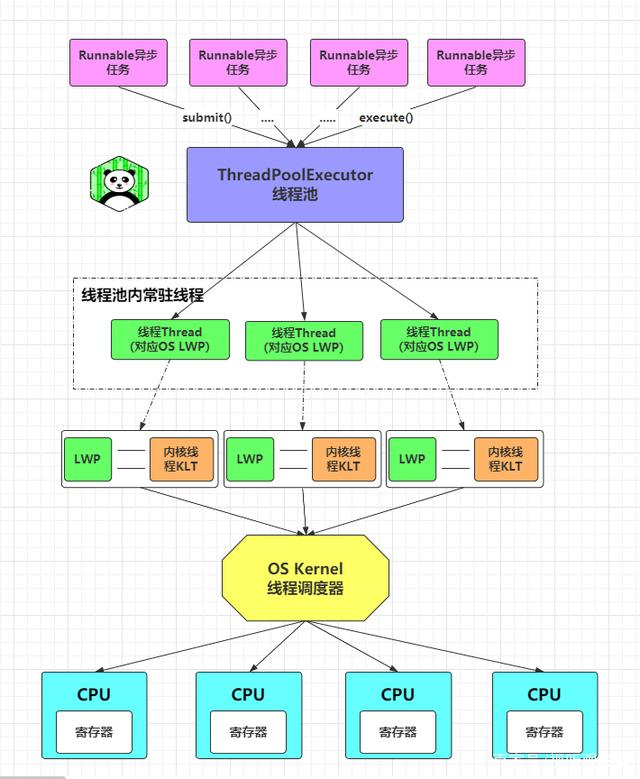 Runnable异步
任务
Runnable异步
任务
Runnable异步
任务
Runnable异步
任务
submit()
....
.....
execute()
ThreadPoolExecutor
线程池
线程池内常驻线程
线程Thread
(对应OS LWP)
线程Thread
(对应OS LWP)
线程Thread
(对应OS LWP)
LWP
内核线
程KLT
LWP
内核线
程KLT
LWP
内核线
程KLT
OS Kernel
线程调度器
CPU
寄存器
CPU
寄存器
CPU
寄存器
CPU
寄存器